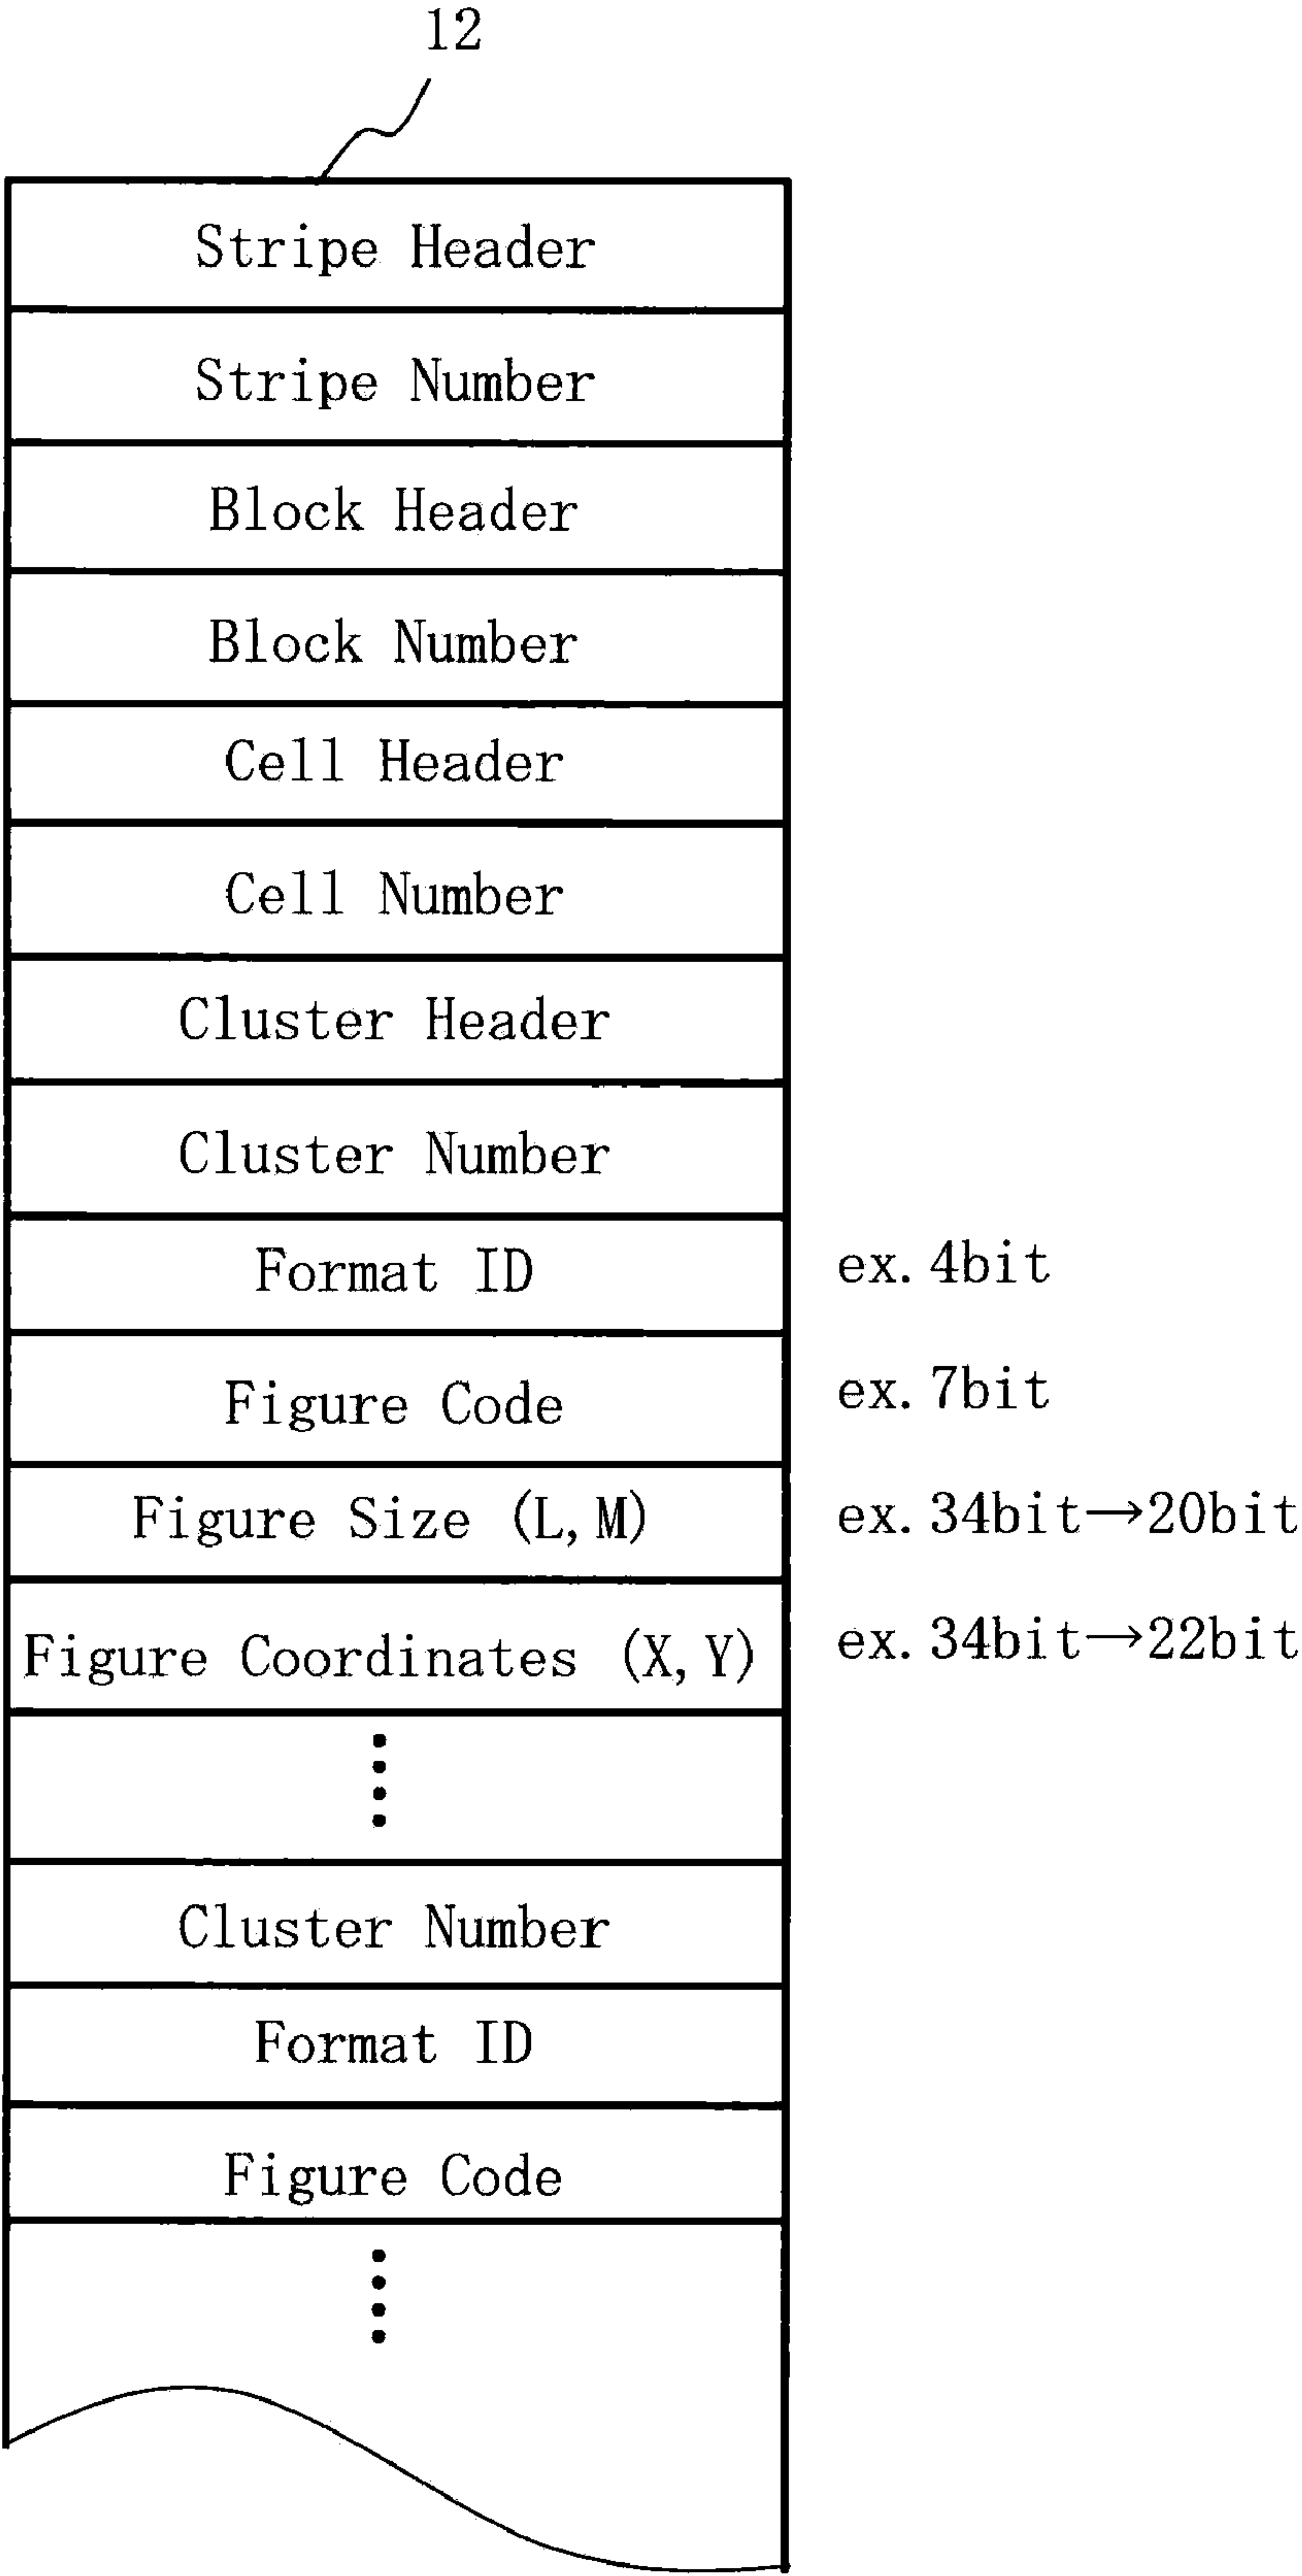 12
Stripe Header
Stripe Number
Block Header
Block Number
Cell Header
Cell Number
Cluster Header
Cluster Number
Format ID ex. 4bit
Figure Code ex. 7bit
Figure Size (L, M) ex. 34bit→20bit
Figure Coordinates (X, Y) ex. 34bit→22bit
Cluster Number
Format ID
Figure Code